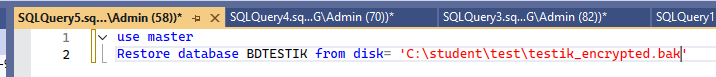 SQLQuery5.sq...\Admin (58))* SQLQuery4.sq...G\Admin (70))* SQLQuery3.sq...G\Admin (82))* SQLQuery1
1 use master
2 Restore database BDTESTIK from disk= 'C:\student\test\testik_encrypted.bak'